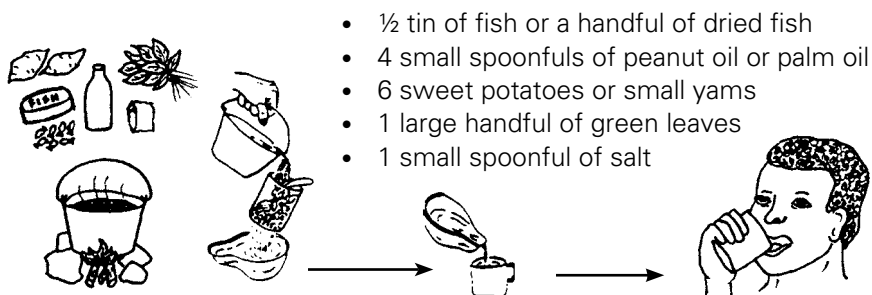 • ½ tin of fish or a handful of dried fish
• 4 small spoonfuls of peanut oil or palm oil
• 6 sweet potatoes or small yams
• 1 large handful of green leaves
• 1 small spoonful of salt
FISH